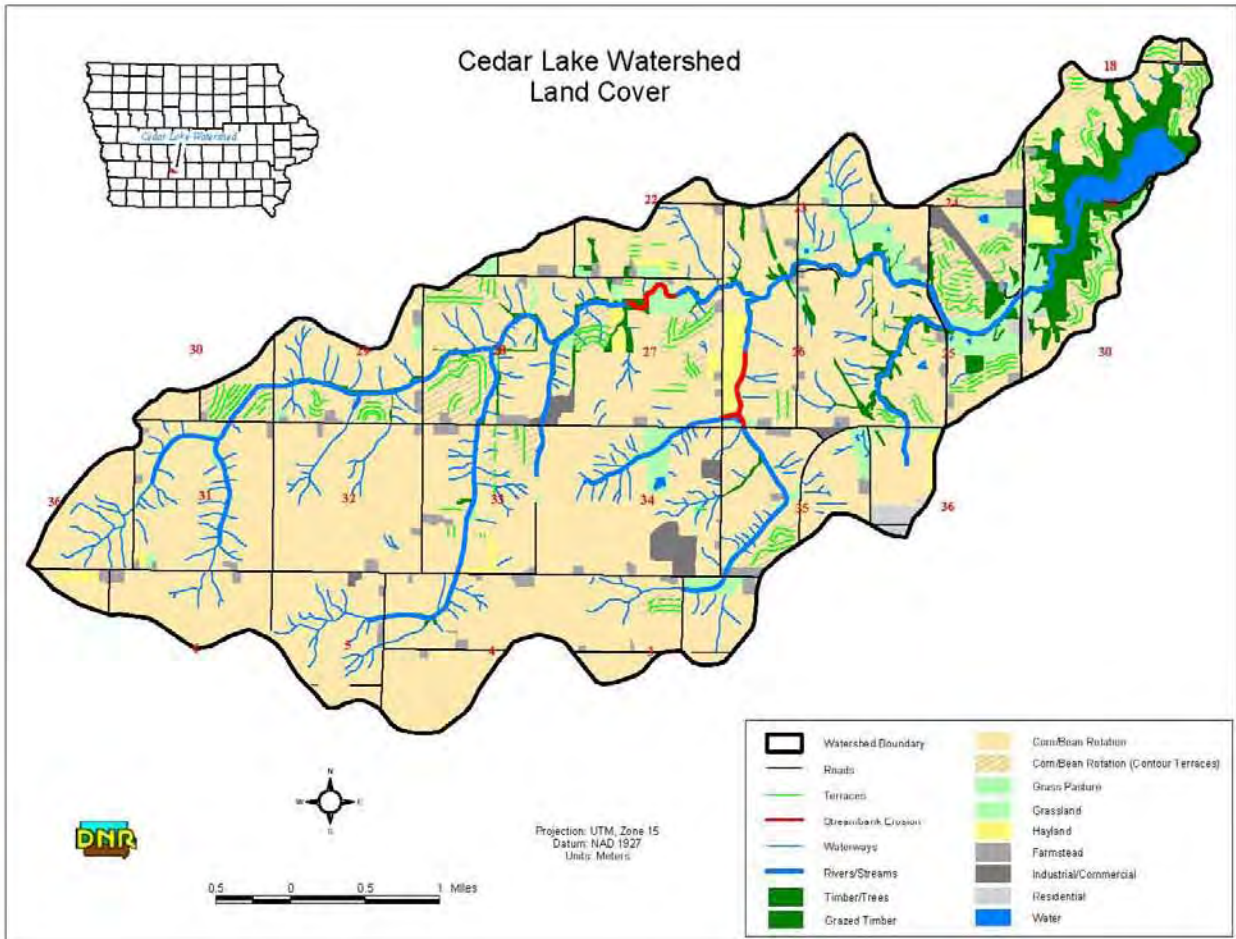 Cedar Lake Watershed
Land Cover
Cedar Lake Watershed
18
22
23
24
30
29
28
27
26
25
30
36
31
32
33
34
35
36
5
4
3
N
W
E
S
DNR
Projection: UTM, Zone 15
Datum: NAD 1927
Units: Meters
0.5 0 0.5 1 Miles
Watershed Boundary
Roads
Terraces
Streambank Erosion
Waterways
Rivers/Streams
Timber/Trees
Grazed Timber
Corn/Bean Rotation
Corn/Bean Rotation (Contour Terraces)
Grass Pasture
Grassland
Hayland
Farmstead
Industrial/Commercial
Residential
Water